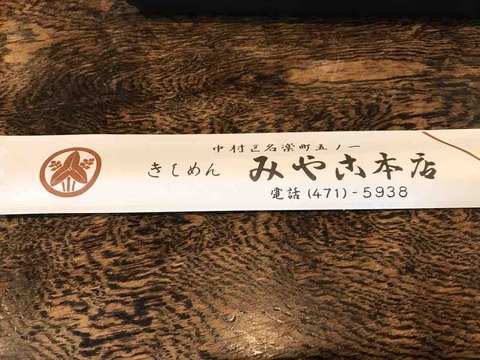 中村区名楽町五ノ一
きしめん みやこ本店
電話(471)-5938